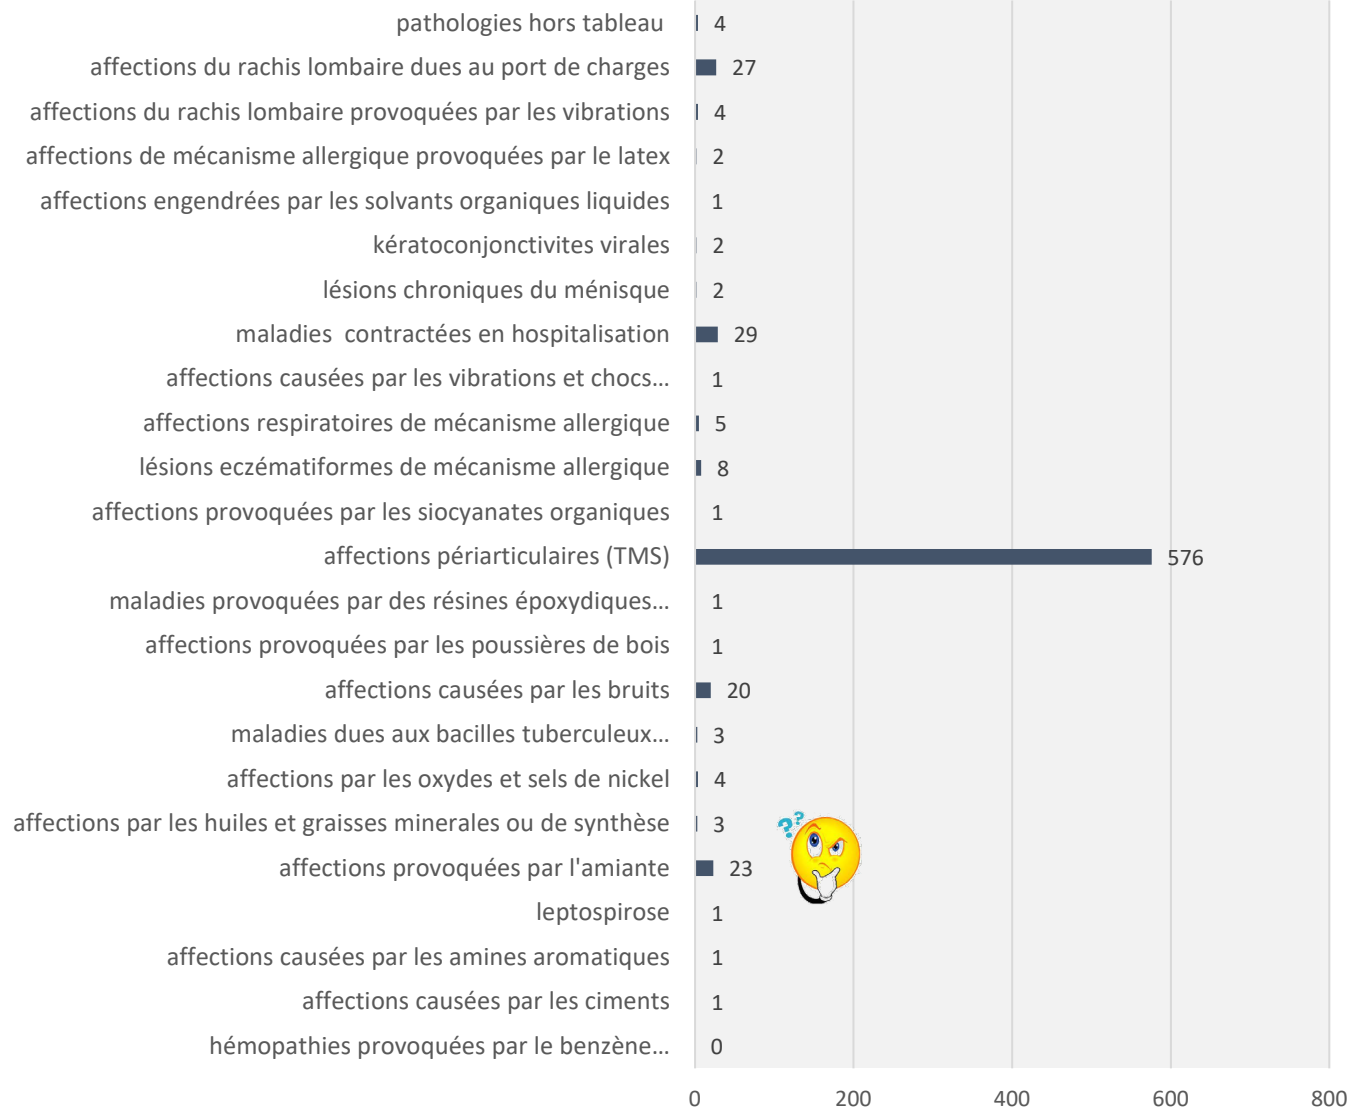 pathologies hors tableau 4
affections du rachis lombaire dues au port de charges 27
affections du rachis lombaire provoquées par les vibrations 4
affections de mécanisme allergique provoquées par le latex 2
affections engendrées par les solvants organiques liquides 1
kératoconjonctivites virales 2
lésions chroniques du ménisque 2
maladies contractées en hospitalisation 29
affections causées par les vibrations et chocs… 1
affections respiratoires de mécanisme allergique 5
lésions eczématiformes de mécanisme allergique 8
affections provoquées par les siocyanates organiques 1
affections périarticulaires (TMS) 576
maladies provoquées par des résines époxydiques… 1
affections provoquées par les poussières de bois 1
affections causées par les bruits 20
maladies dues aux bacilles tuberculeux… 3
affections par les oxydes et sels de nickel 4
??
affections par les huiles et graisses minerales ou de synthèse 3
affections provoquées par l'amiante 23
leptospirose 1
affections causées par les amines aromatiques 1
affections causées par les ciments 1
hémopathies provoquées par le benzène… 0
0 200 400 600 800